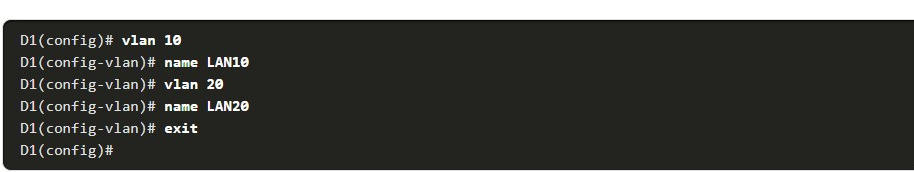 D1(config)# vlan 10
D1(config-vlan)# name LAN10
D1(config-vlan)# vlan 20
D1(config-vlan)# name LAN20
D1(config-vlan)# exit
D1(config)#